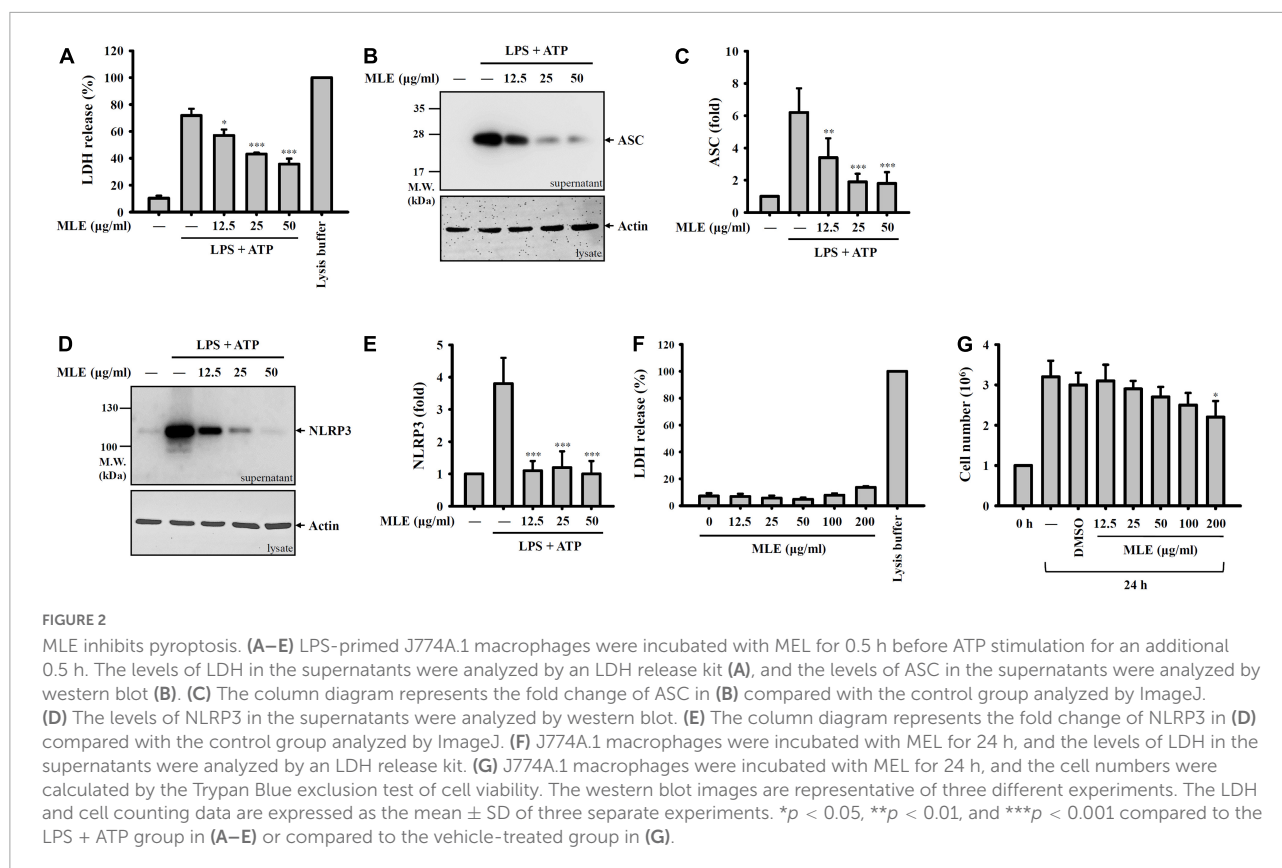 A
LDH release (%)
120
100
80
60
40
20
0
MLE (µg/ml) — — 12.5 25 50
LPS + ATP
Lysis buffer
B
LPS + ATP
MLE (µg/ml) — — 12.5 25 50
35
28
17
M.W.
(kDa)
ASC
supernatant
Actin
lysate
C
ASC (fold)
8
6
4
2
0
**
***
***
MLE (µg/ml) — — 12.5 25 50
LPS + ATP
*
***
***
D
LPS + ATP
MLE (µg/ml) — — 12.5 25 50
130
100
M.W.
(kDa)
NLRP3
supernatant
Actin
lysate
E
NLRP3 (fold)
5
4
3
2
1
0
***
***
***
MLE (µg/ml) — — 12.5 25 50
LPS + ATP
F
LDH release (%)
120
100
80
60
40
20
0
0 12.5 25 50 100 200
MLE (µg/ml)
Lysis buffer
G
Cell number (10⁶)
4
3
2
1
0
*
0 h — DMSO 12.5 25 50 100 200
MLE (µg/ml)
24 h
FIGURE 2
MLE inhibits pyroptosis. (A–E) LPS-primed J774A.1 macrophages were incubated with MEL for 0.5 h before ATP stimulation for an additional
0.5 h. The levels of LDH in the supernatants were analyzed by an LDH release kit (A), and the levels of ASC in the supernatants were analyzed by
western blot (B). (C) The column diagram represents the fold change of ASC in (B) compared with the control group analyzed by ImageJ.
(D) The levels of NLRP3 in the supernatants were analyzed by western blot. (E) The column diagram represents the fold change of NLRP3 in (D)
compared with the control group analyzed by ImageJ. (F) J774A.1 macrophages were incubated with MEL for 24 h, and the levels of LDH in the
supernatants were analyzed by an LDH release kit. (G) J774A.1 macrophages were incubated with MEL for 24 h, and the cell numbers were
calculated by the Trypan Blue exclusion test of cell viability. The western blot images are representative of three different experiments. The LDH
and cell counting data are expressed as the mean ± SD of three separate experiments. *p < 0.05, **p < 0.01, and ***p < 0.001 compared to the
LPS + ATP group in (A–E) or compared to the vehicle-treated group in (G).